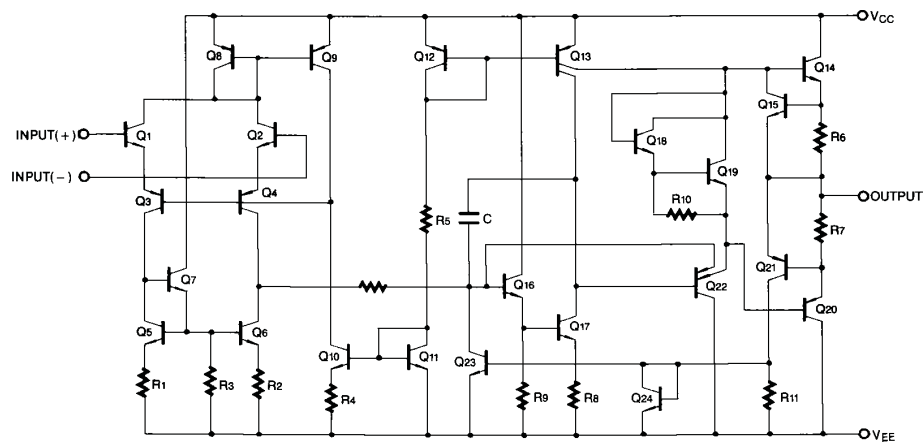 VCC
Q8
Q9
Q12
Q13
Q14
Q15
INPUT(+)
Q1
Q2
Q18
R6
INPUT(-)
Q3
Q4
Q19
OUTPUT
R10
R5
C
R7
Q7
Q16
Q22
Q21
Q20
Q5
Q6
Q17
Q10
Q11
Q23
R1
R3
R2
R4
R9
R8
Q24
R11
VEE